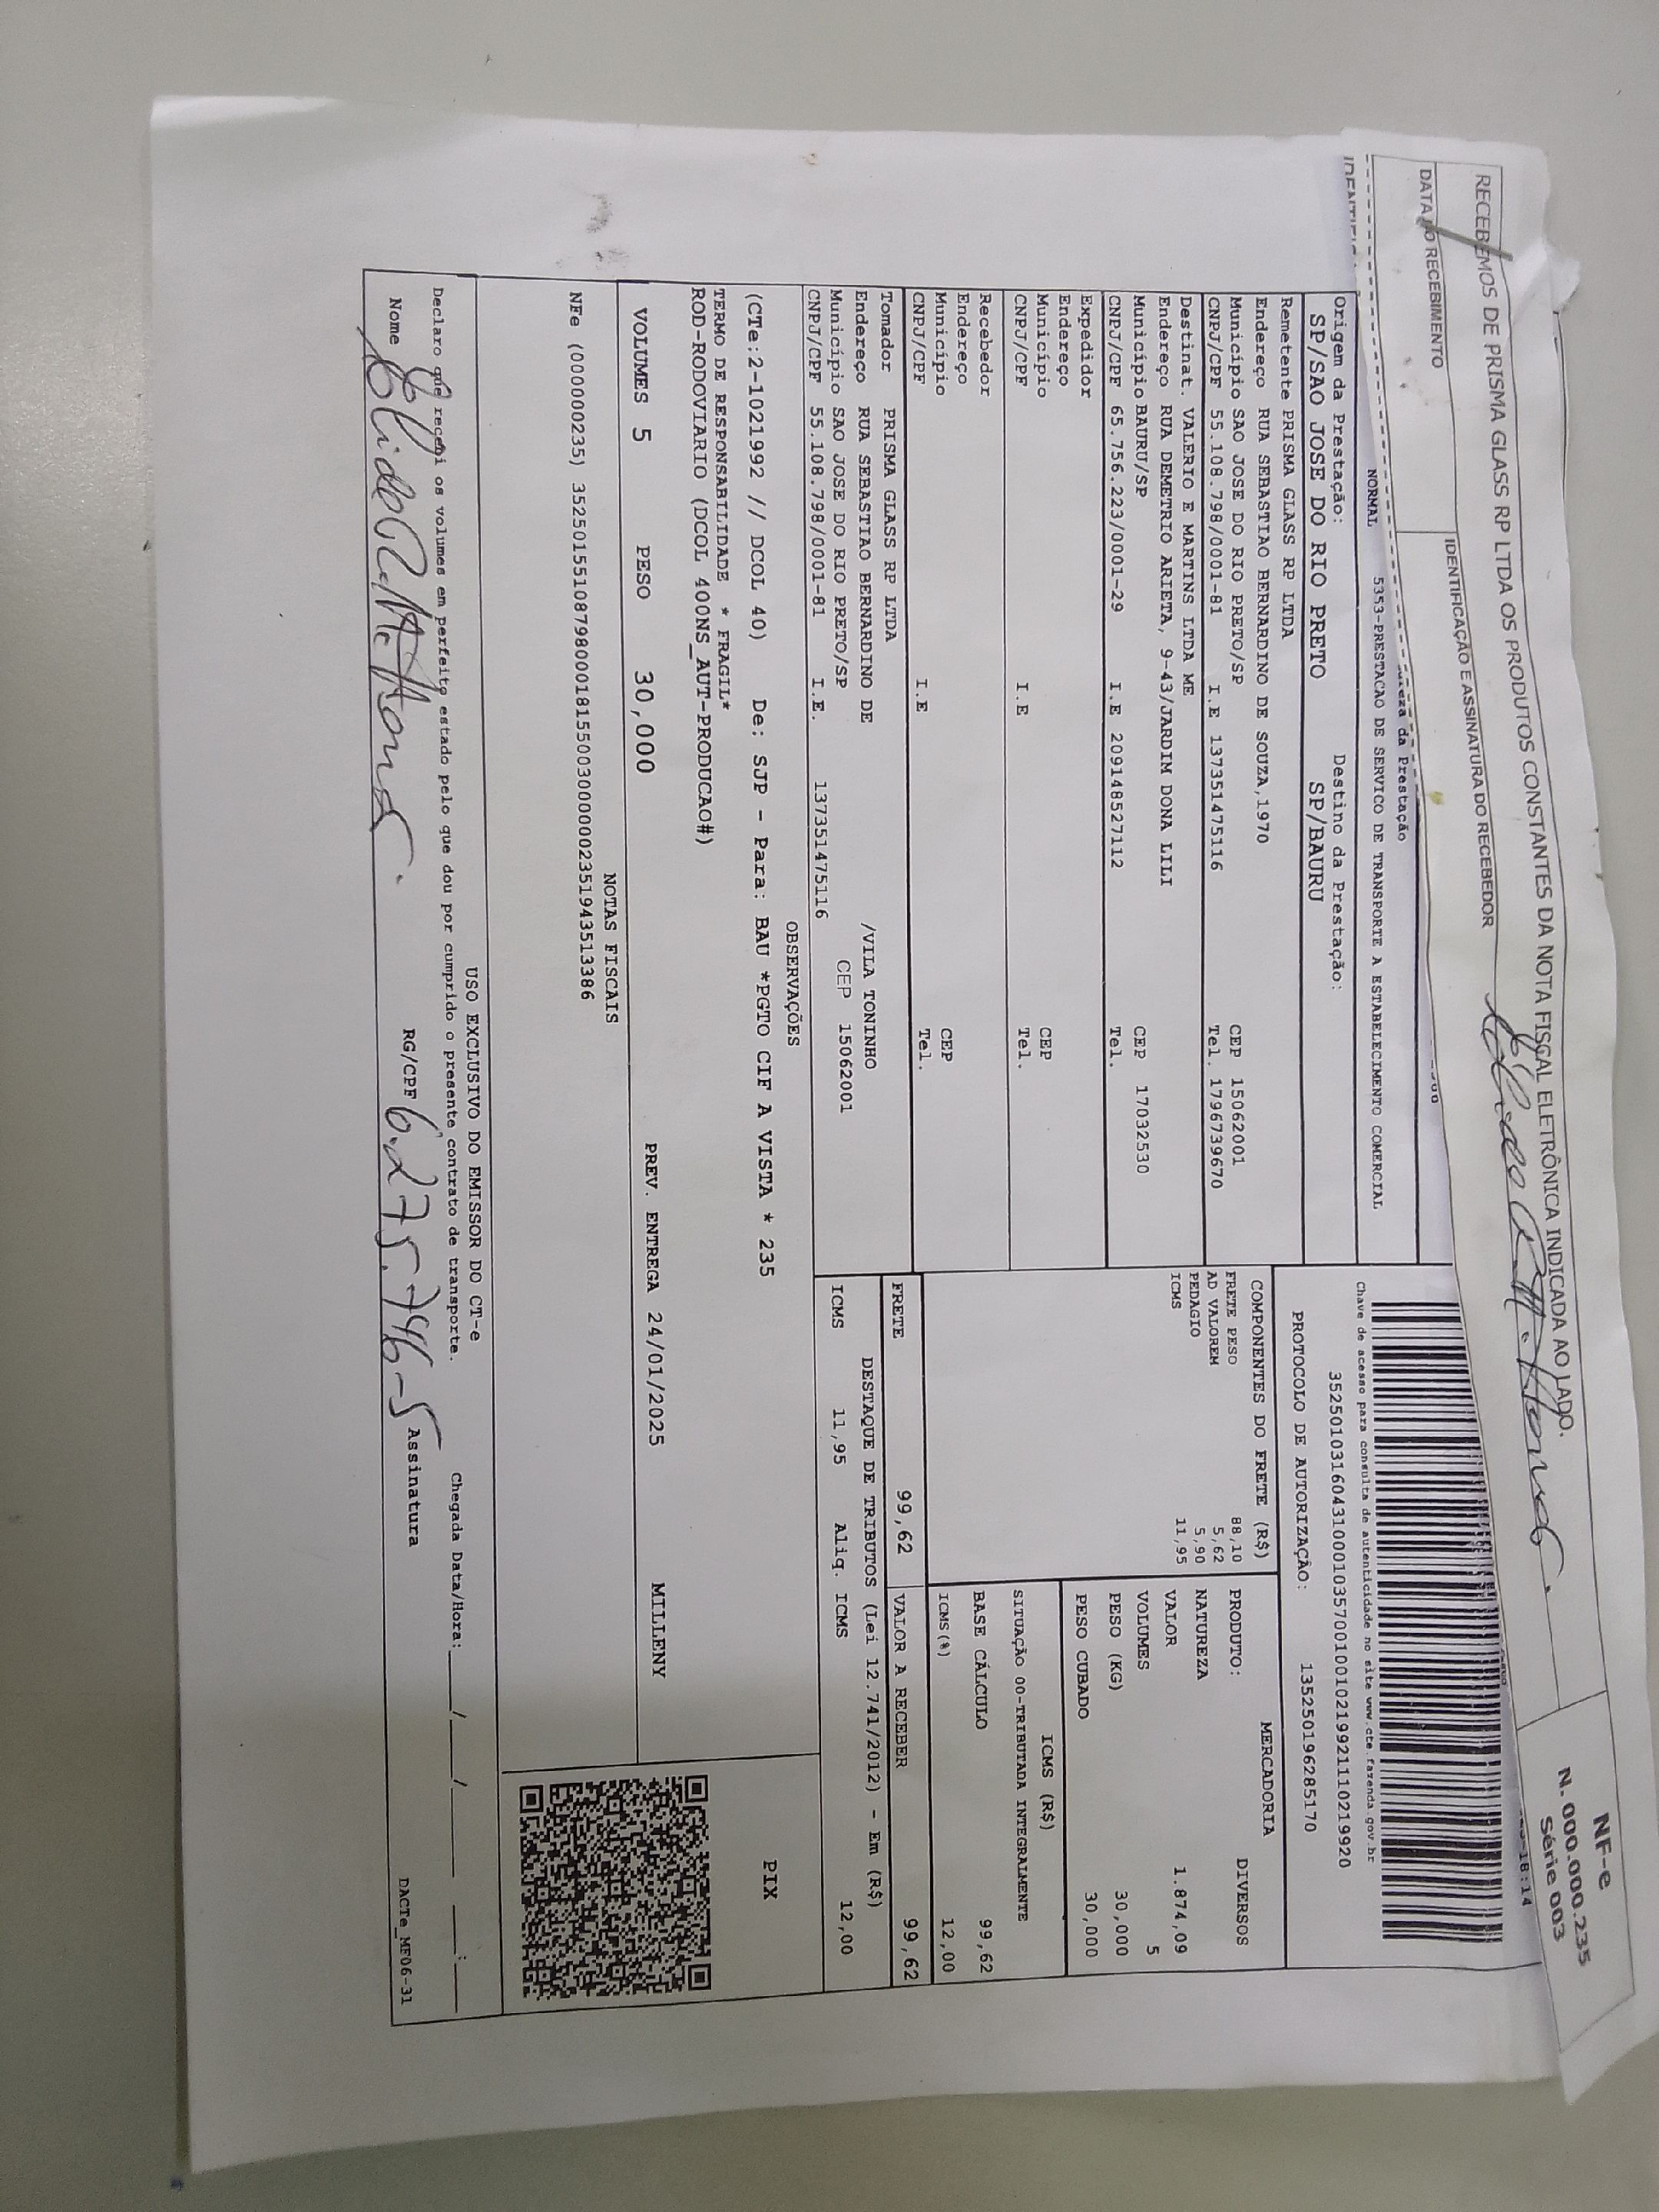 RECEBEMOS DE PRISMA GLASS RP LTDA OS PRODUTOS CONSTANTES DA NOTA FISCAL ELETRÔNICA INDICADA AO LADO.
NF-e
N. 000.000.235
Série 003
DATA DO RECEBIMENTO
IDENTIFICAÇÃO E ASSINATURA DO RECEBEDOR
18:14
da Prestação
NORMAL 5353-PRESTACAO DE SERVICO DE TRANSPORTE A ESTABELECIMENTO COMERCIAL
Chave de acesso para consulta de autenticidade no site www.cte.fazenda.gov.br
35250103160431000103570010010219921110219920
PROTOCOLO DE AUTORIZAÇÃO: 135250196285170
Origem da Prestação: Destino da Prestação:
SP/SAO JOSE DO RIO PRETO SP/BAURU
Remetente PRISMA GLASS RP LTDA
Endereço RUA SEBASTIAO BERNARDINO DE SOUZA,1970
Município SAO JOSE DO RIO PRETO/SP CEP 15062001
CNPJ/CPF 55.108.798/0001-81 I.E 137351475116 Tel. 1796739670
Destinat. VALERIO E MARTINS LTDA ME
Endereço RUA DEMETRIO ARIETA, 9-43/JARDIM DONA LILI
Município BAURU/SP CEP 17032530
CNPJ/CPF 65.756.223/0001-29 I.E 209148527112 Tel.
Expedidor
Endereço
Município CEP
CNPJ/CPF I.E Tel.
Recebedor
Endereço
Município CEP
CNPJ/CPF I.E Tel.
Tomador PRISMA GLASS RP LTDA
Endereço RUA SEBASTIAO BERNARDINO DE /VILA TONINHO
Município SAO JOSE DO RIO PRETO/SP CEP 15062001
CNPJ/CPF 55.108.798/0001-81 I.E. 137351475116
COMPONENTES DO FRETE (R$)
FRETE PESO 88,10
AD VALOREM 5,62
PEDAGIO 5,90
ICMS 11,95
MERCADORIA
PRODUTO: DIVERSOS
NATUREZA
VALOR 1.874,09
VOLUMES 5
PESO (KG) 30,000
PESO CUBADO 30,000
ICMS (R$)
SITUAÇÃO 00-TRIBUTADA INTEGRALMENTE
BASE CÁLCULO 99,62
ICMS(%) 12,00
FRETE 99,62 VALOR A RECEBER 99,62
DESTAQUE DE TRIBUTOS (Lei 12.741/2012) - Em (R$)
ICMS 11,95 Aliq. ICMS 12,00
OBSERVAÇÕES
(CTe:2-1021992 // DCOL 40) De: SJP - Para: BAU *PGTO CIF A VISTA * 235
TERMO DE RESPONSABILIDADE * FRAGIL*
ROD-RODOVIARIO (DCOL 400NS_AUT-PRODUCAO#)
PIX
VOLUMES 5 PESO 30,000 PREV. ENTREGA 24/01/2025 MILLENY
NOTAS FISCAIS
NFe (000000235) 35250155108798000181550030000002351943513386
USO EXCLUSIVO DO EMISSOR DO CT-e
Declaro que recebi os volumes em perfeito estado pelo que dou por cumprido o presente contrato de transporte. Chegada Data/Hora: ___/___/___ ___:___
Nome RG/CPF 6.275.746-5 Assinatura
DACTe_MF06-31